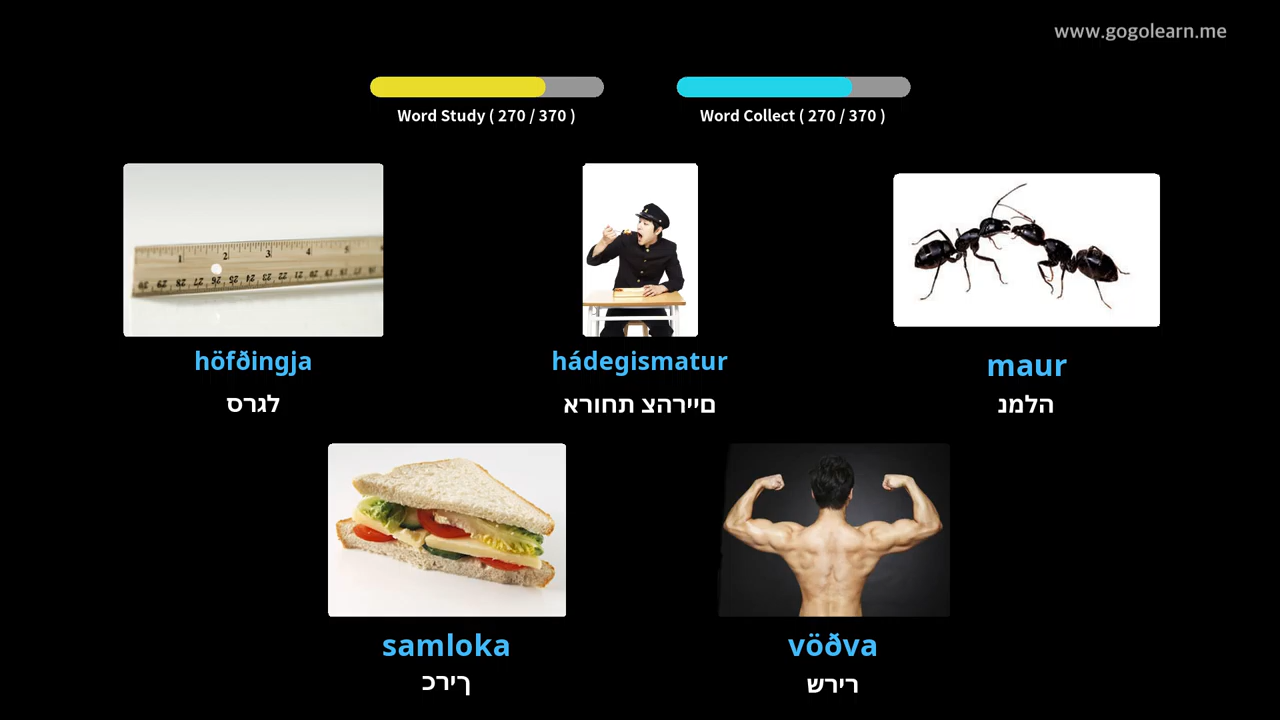 www.gogolearn.me
Word Study ( 270 / 370 )
Word Collect ( 270 / 370 )
höfðingja
לגרס
hádegismatur
םיירהצ תחורא
maur
הלמנ
samloka
ךירכ
vöðva
רירש